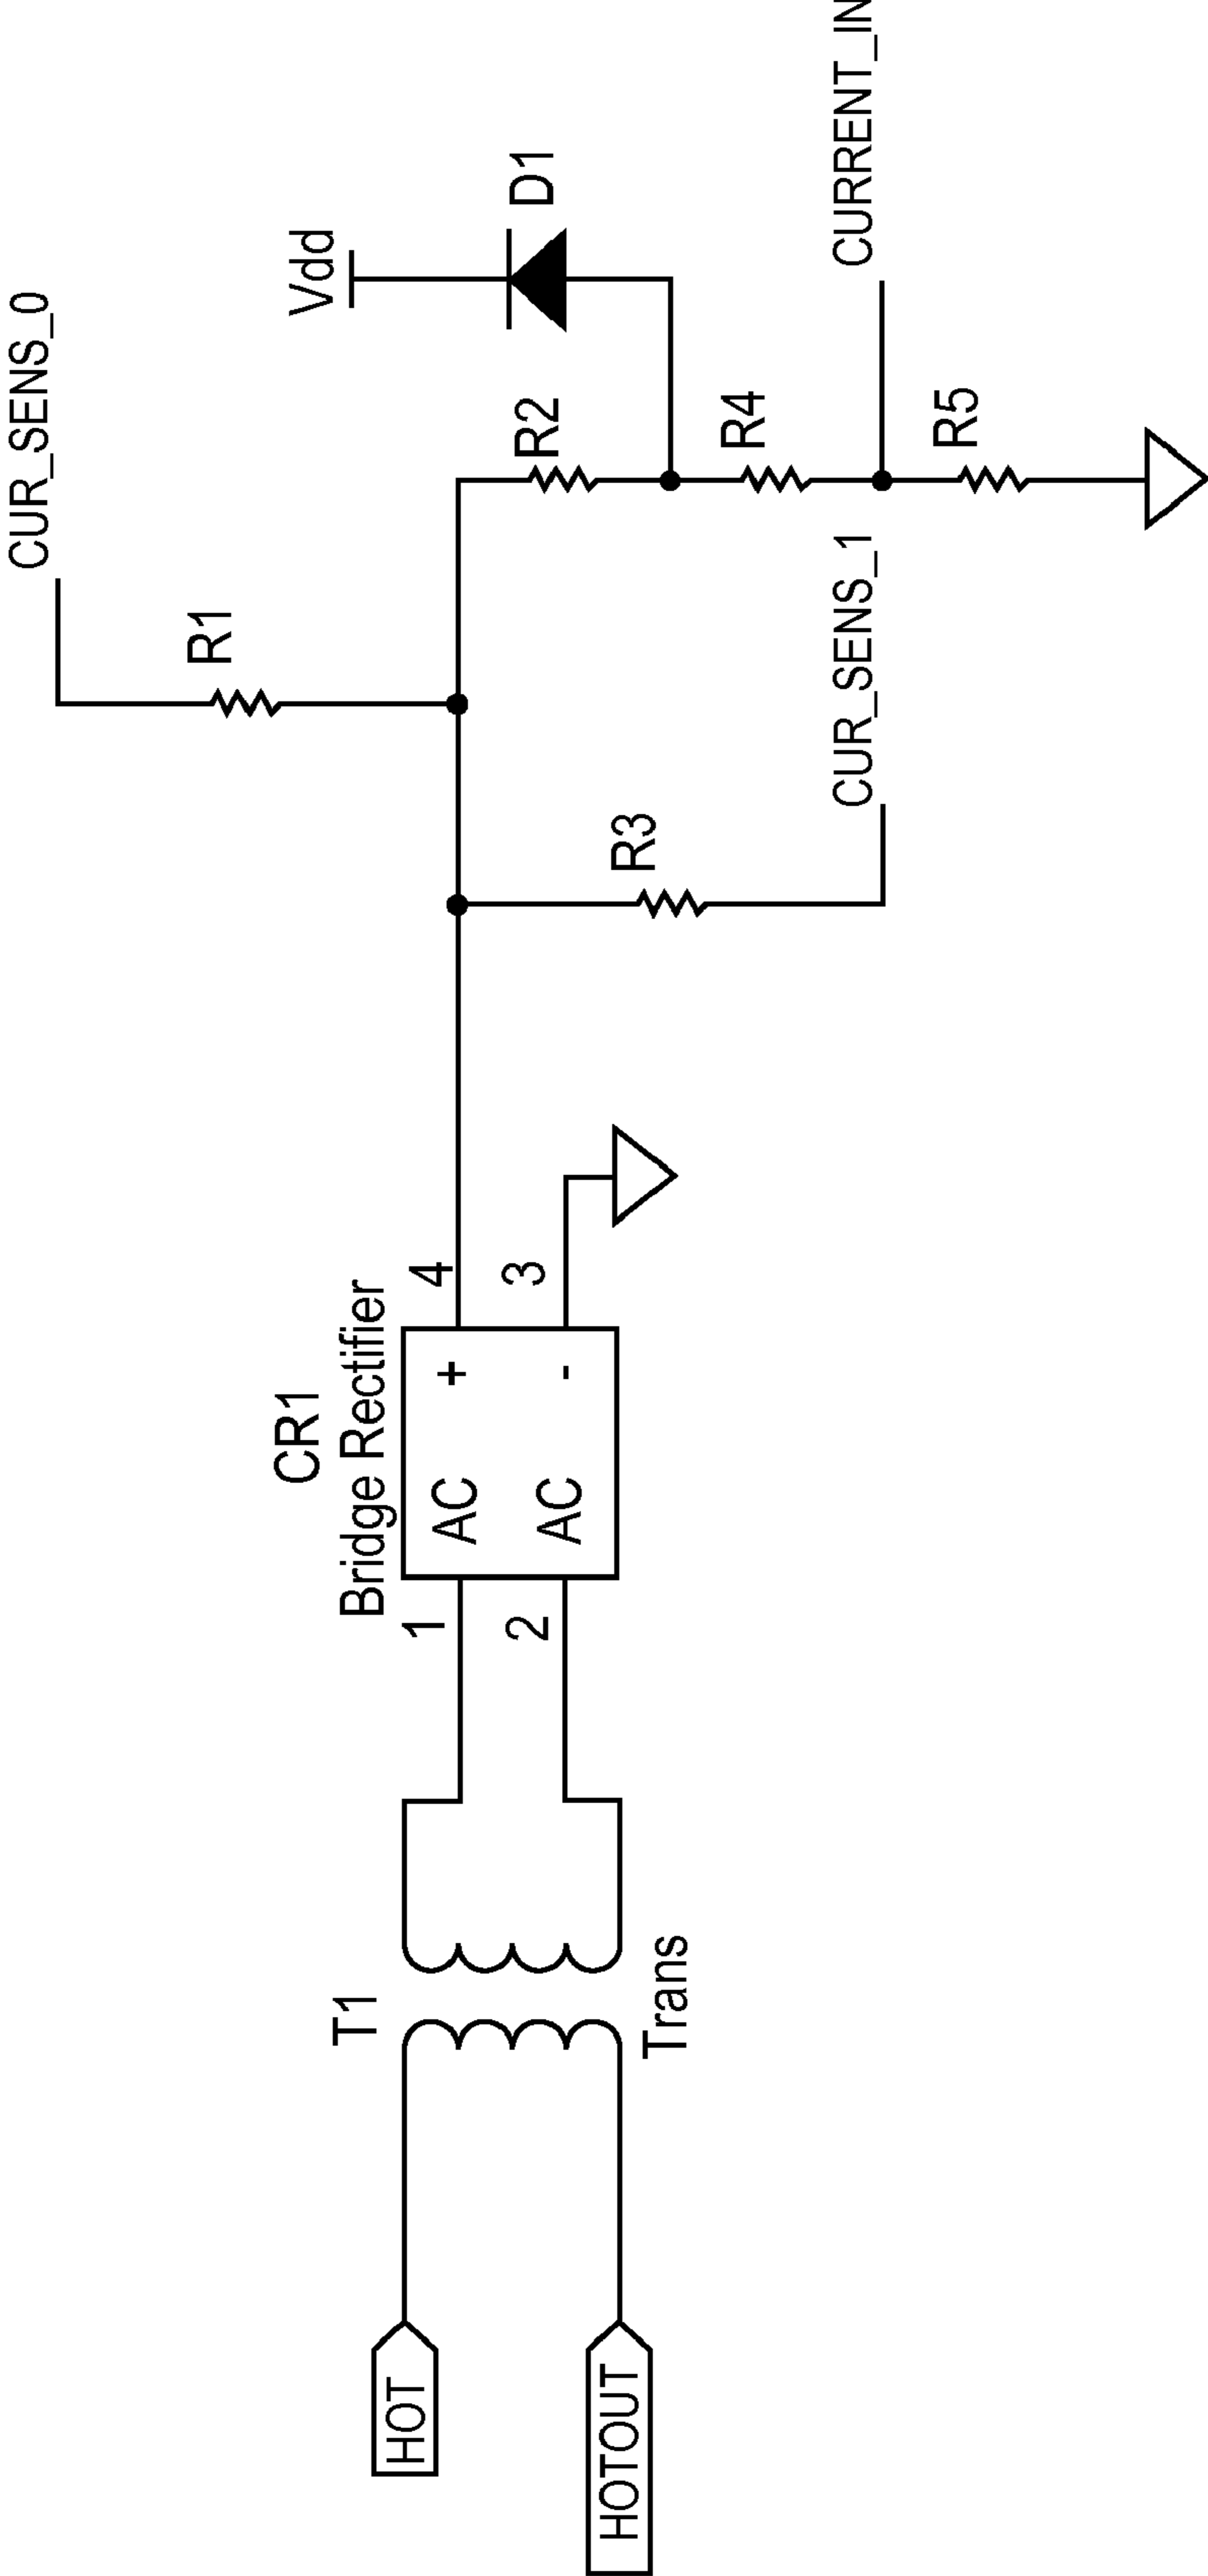 HOT
HOTOUT
T1
Trans
CR1
Bridge Rectifier
1
2
AC
AC
+
-
4
3
R3
CUR_SENS_1
R1
CUR_SENS_0
R2
Vdd
D1
R4
CURRENT_IN
R5